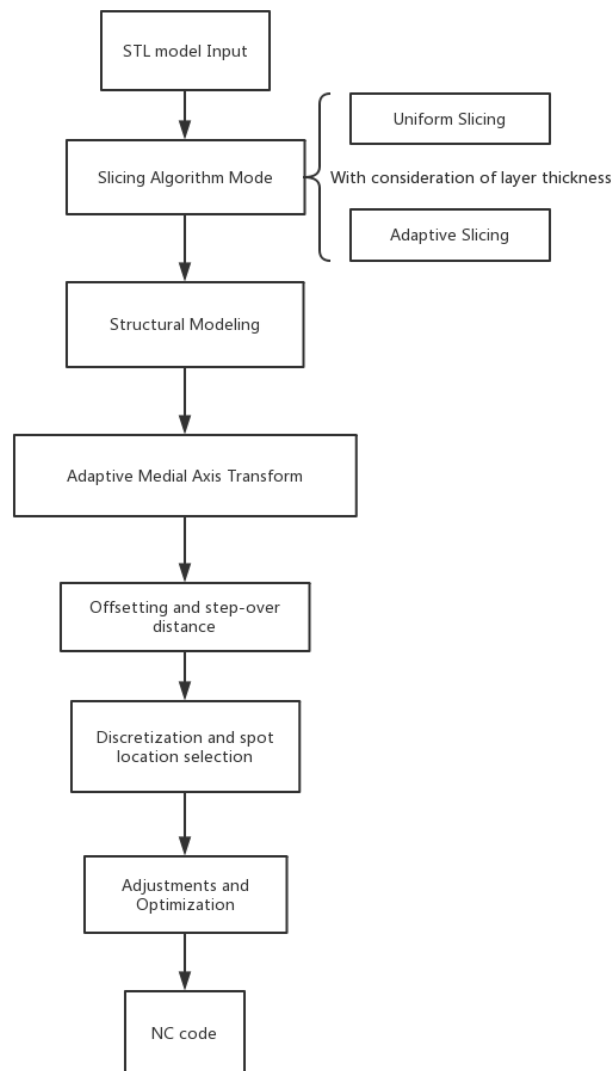 STL model Input
Uniform Slicing
Slicing Algorithm Mode
With consideration of layer thickness
Adaptive Slicing
Structural Modeling
Adaptive Medial Axis Transform
Offsetting and step-over
distance
Discretization and spot
location selection
Adjustments and
Optimization
NC code